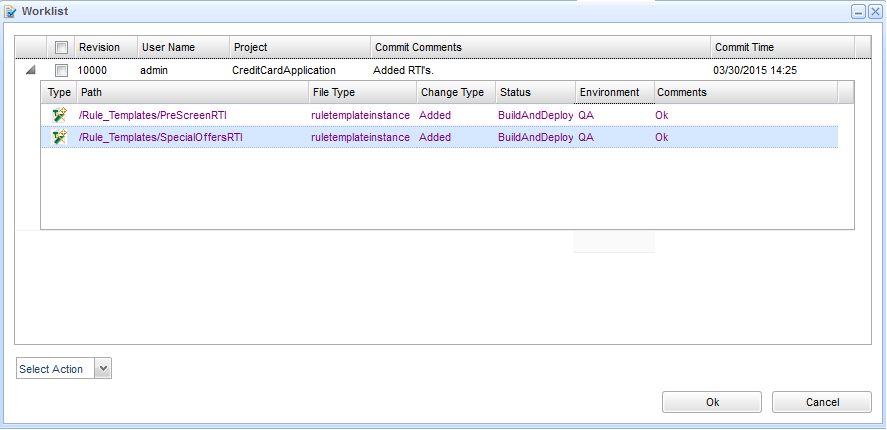 Worklist
Revision User Name Project Commit Comments Commit Time
10000 admin CreditCardApplication Added RTI's. 03/30/2015 14:25
Type Path File Type Change Type Status Environment Comments
/Rule_Templates/PreScreenRTI ruletemplateinstance Added BuildAndDeploy QA Ok
/Rule_Templates/SpecialOffersRTI ruletemplateinstance Added BuildAndDeploy QA Ok
Select Action
Ok Cancel